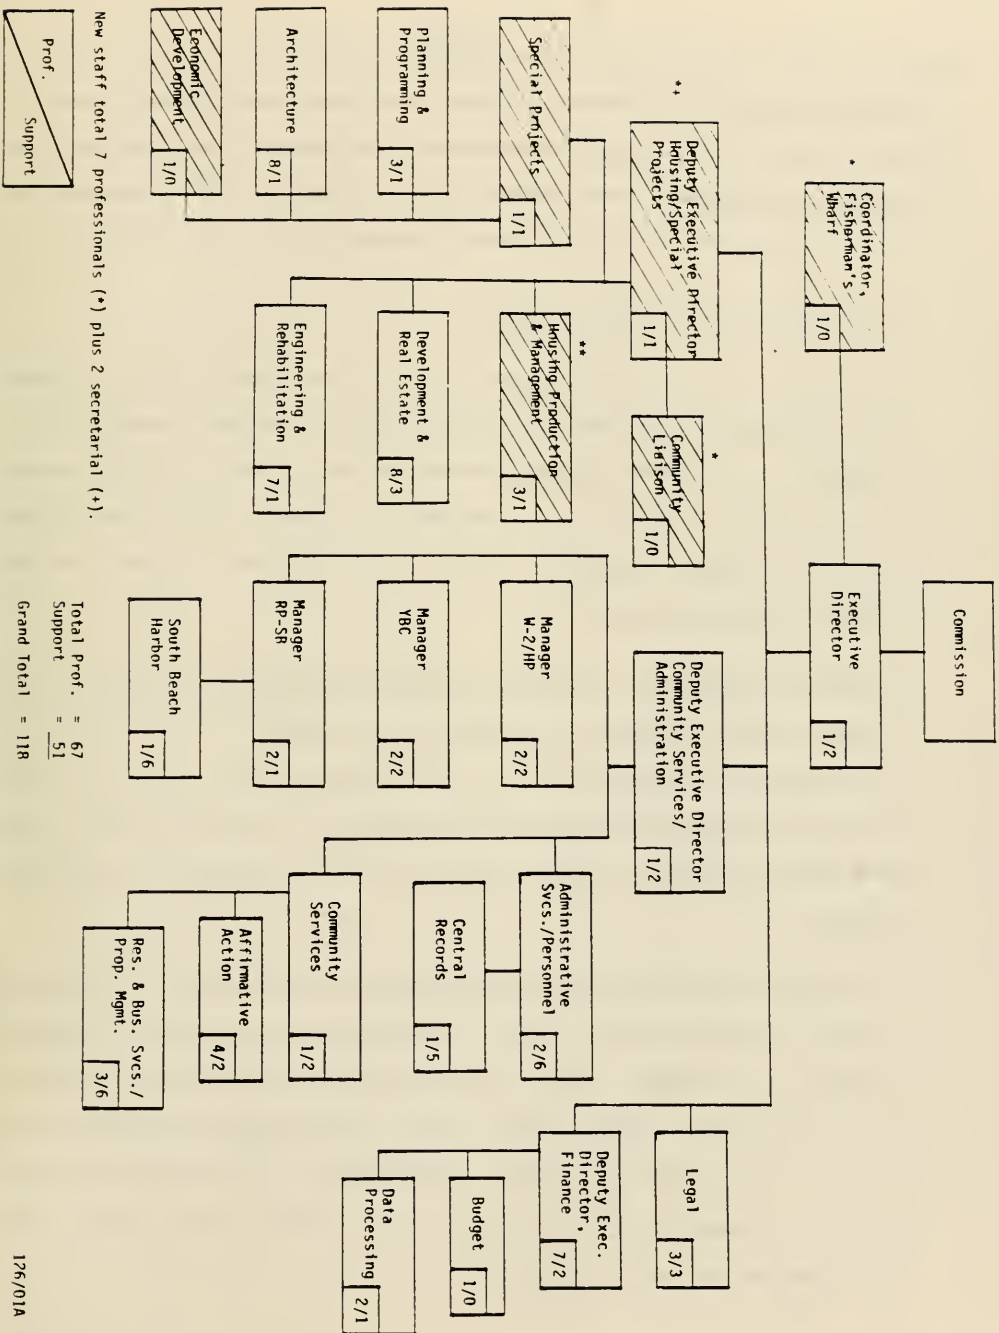 Commission
Executive
Director
1/2
*
Coordinator,
Fishorman's
Wharf
1/0
*+
Deputy Executive Director
Housing/Special
Projects
1/1
*
Community
Liaison
1/0
Deputy Executive Director
Community Services/
Administration
1/2
Legal
3/3
Deputy Exec.
Director,
Finance
7/2
Budget
1/0
Data
Processing
2/1
Special Projects
1/1
Planning &
Programming
3/1
Architecture
8/1
Economic
Development
1/0
**
Housing Production
& Management
3/1
Development &
Real Estate
8/3
Engineering &
Rehabilitation
7/1
Manager
W-2/HP
2/2
Manager
YBC
2/2
Manager
RP-SB
2/1
South Beach
Harbor
1/6
Administrative
Svcs./Personnel
2/6
Central
Records
1/5
Community
Services
1/2
Affirmative
Action
4/2
Res. & Bus. Svcs./
Prop. Mgmt.
3/6
New staff total 7 professionals (*) plus 2 secretarial (+).
Prof.
Support
Total Prof. = 67
Support = 51
Grand Total = 118
176/01A